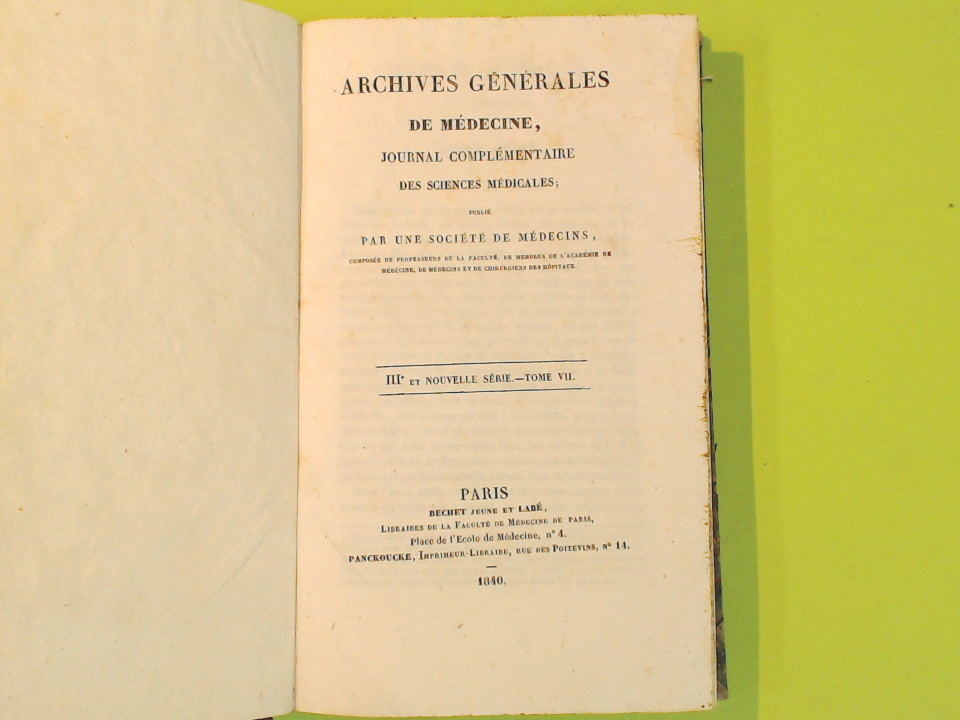 ARCHIVES GÉNÉRALES
DE MÉDECINE,
JOURNAL COMPLÉMENTAIRE
DES SCIENCES MÉDICALES;
PUBLIÉ
PAR UNE SOCIÉTÉ DE MÉDECINS,
COMPOSÉE DE PROFESSEURS DE LA FACULTÉ, DE MEMBRES DE L'ACADÉMIE DE
MÉDECINE, DE MÉDECINS ET DE CHIRURGIENS DES HÔPITAUX.
IIIe ET NOUVELLE SÉRIE.—TOME VII.
PARIS
BECHET JEUNE ET LABÉ,
LIBRAIRES DE LA FACULTÉ DE MÉDECINE DE PARIS,
Place de l'Ecole de Médecine, n° 4.
PANCKOUCKE, IMPRIMEUR-LIBRAIRE, RUE DES POITEVINS, N° 14.
1840.